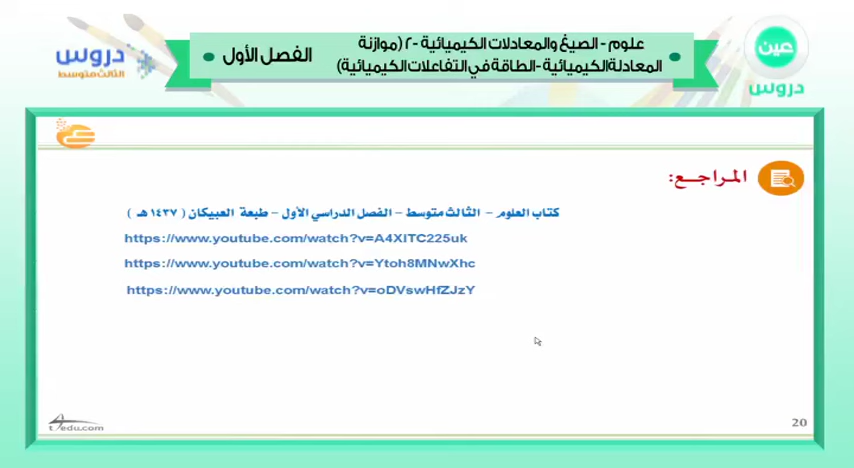 دروس
الثالث متوسط
علوم - الصيغ والمعادلات الكيميائية -٢ (موازنة
المعادلة الكيميائية - الطاقة في التفاعلات الكيميائية)
الفصل الأول
عين
دروس
المراجع:
كتاب العلوم – الثالث متوسط – الفصل الدراسي الأول – طبعة العبيكان ( ١٤٣٧ هـ )
https://www.youtube.com/watch?v=A4XITC225uk
https://www.youtube.com/watch?v=Ytoh8MNwXhc
https://www.youtube.com/watch?v=oDVswHfZJzY
t4edu.com
20